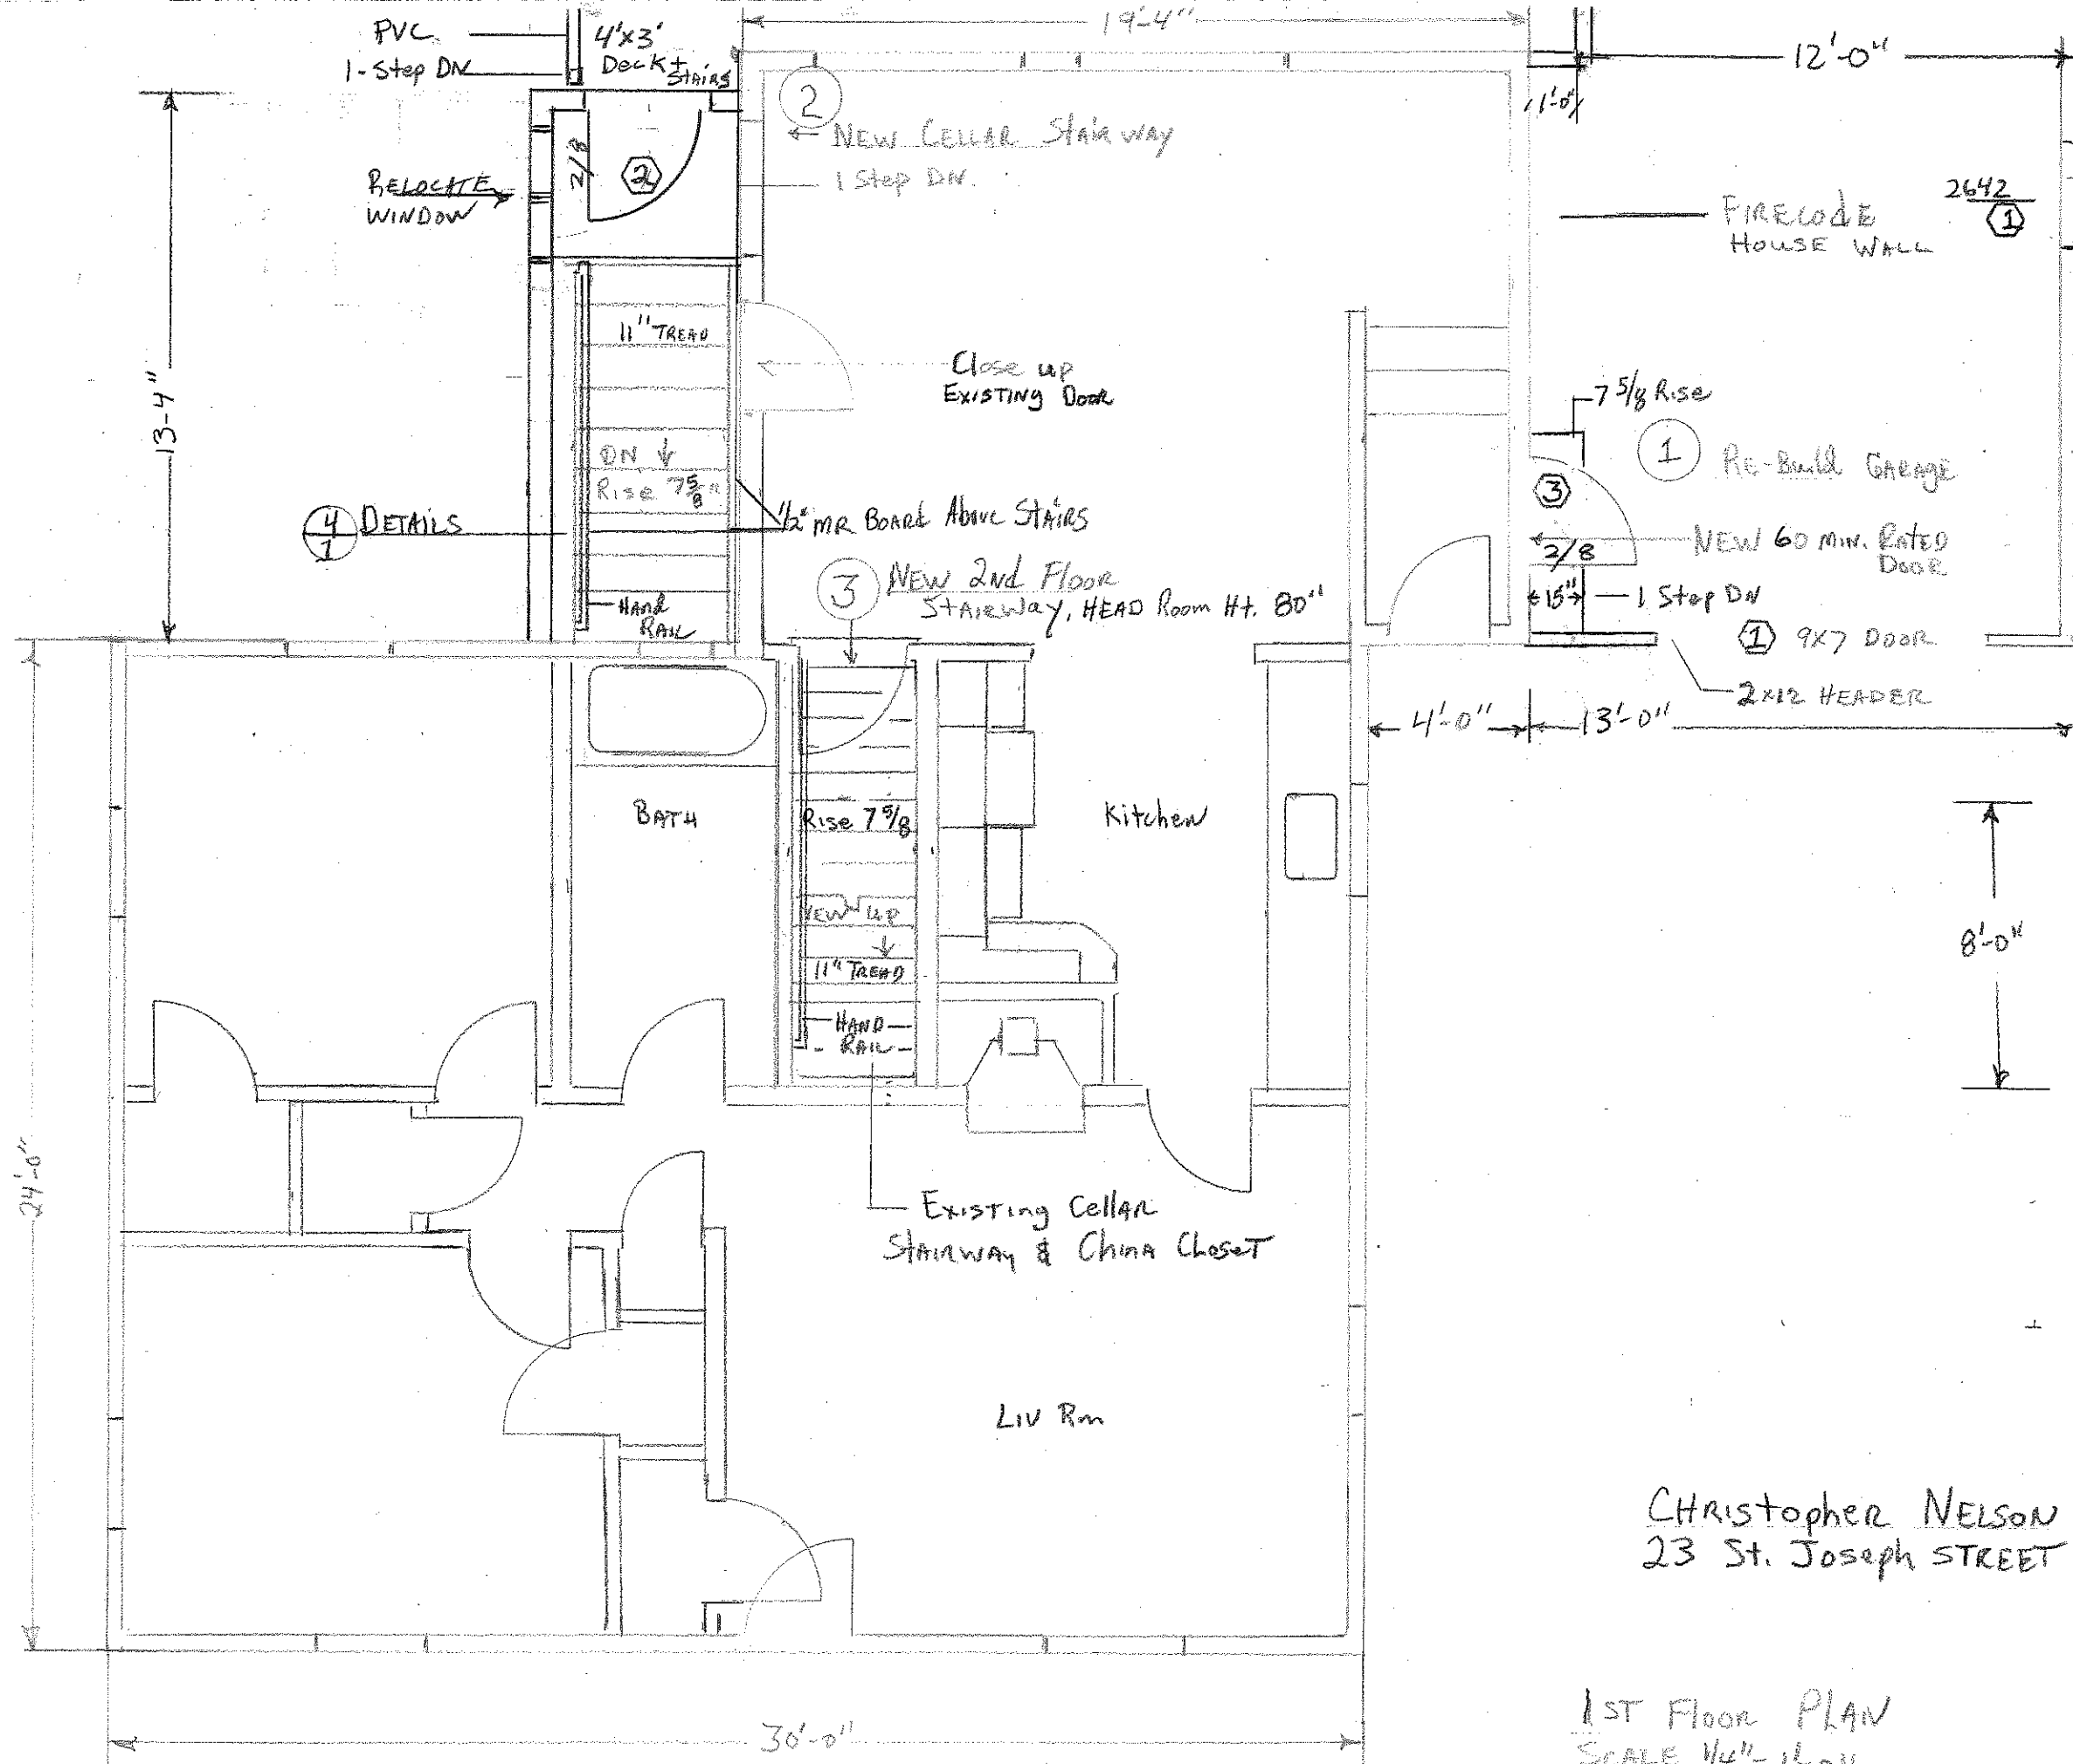 19'-4"
PVC
1-Step DN
4'x3'
Deck +
STAIRS
12'-0"
1'-0"
2
NEW CELLAR StAIRWAY
1 Step DN.
2/8
2
RELOCATE
WINDOW
FIRECODE
HOUSE WALL
2642
1
11" TREAD
Close up
EXISTING DOOR
13'-4"
7 5/8 Rise
1
RE-Build GARAGE
3
DN
Rise 7 5/8"
4
1
DETAILS
1/2" MR BOARd Above StAIRS
NEW 60 MIN. RATED
DOOR
2/8
3
NEW 2Nd Floor
StAIRWAY, HEAD Room Ht. 80"
HANd
RAIL
15"
1 Step DN
1
9X7 DOOR
2x12 HEADER
4'-0"
13'-0"
BATH
Rise 7 5/8
Kitchen
NEW UP
11" TREAD
8'-0"
HAND
RAIL
24'-0"
EXISTING CellAR
STAIRWAY & ChINA CloseT
LIV Rm
CHRIStopher NELSON
23 St. Joseph STREET
30'-0"
1ST Floor PLAN
SCALE 1/4"-